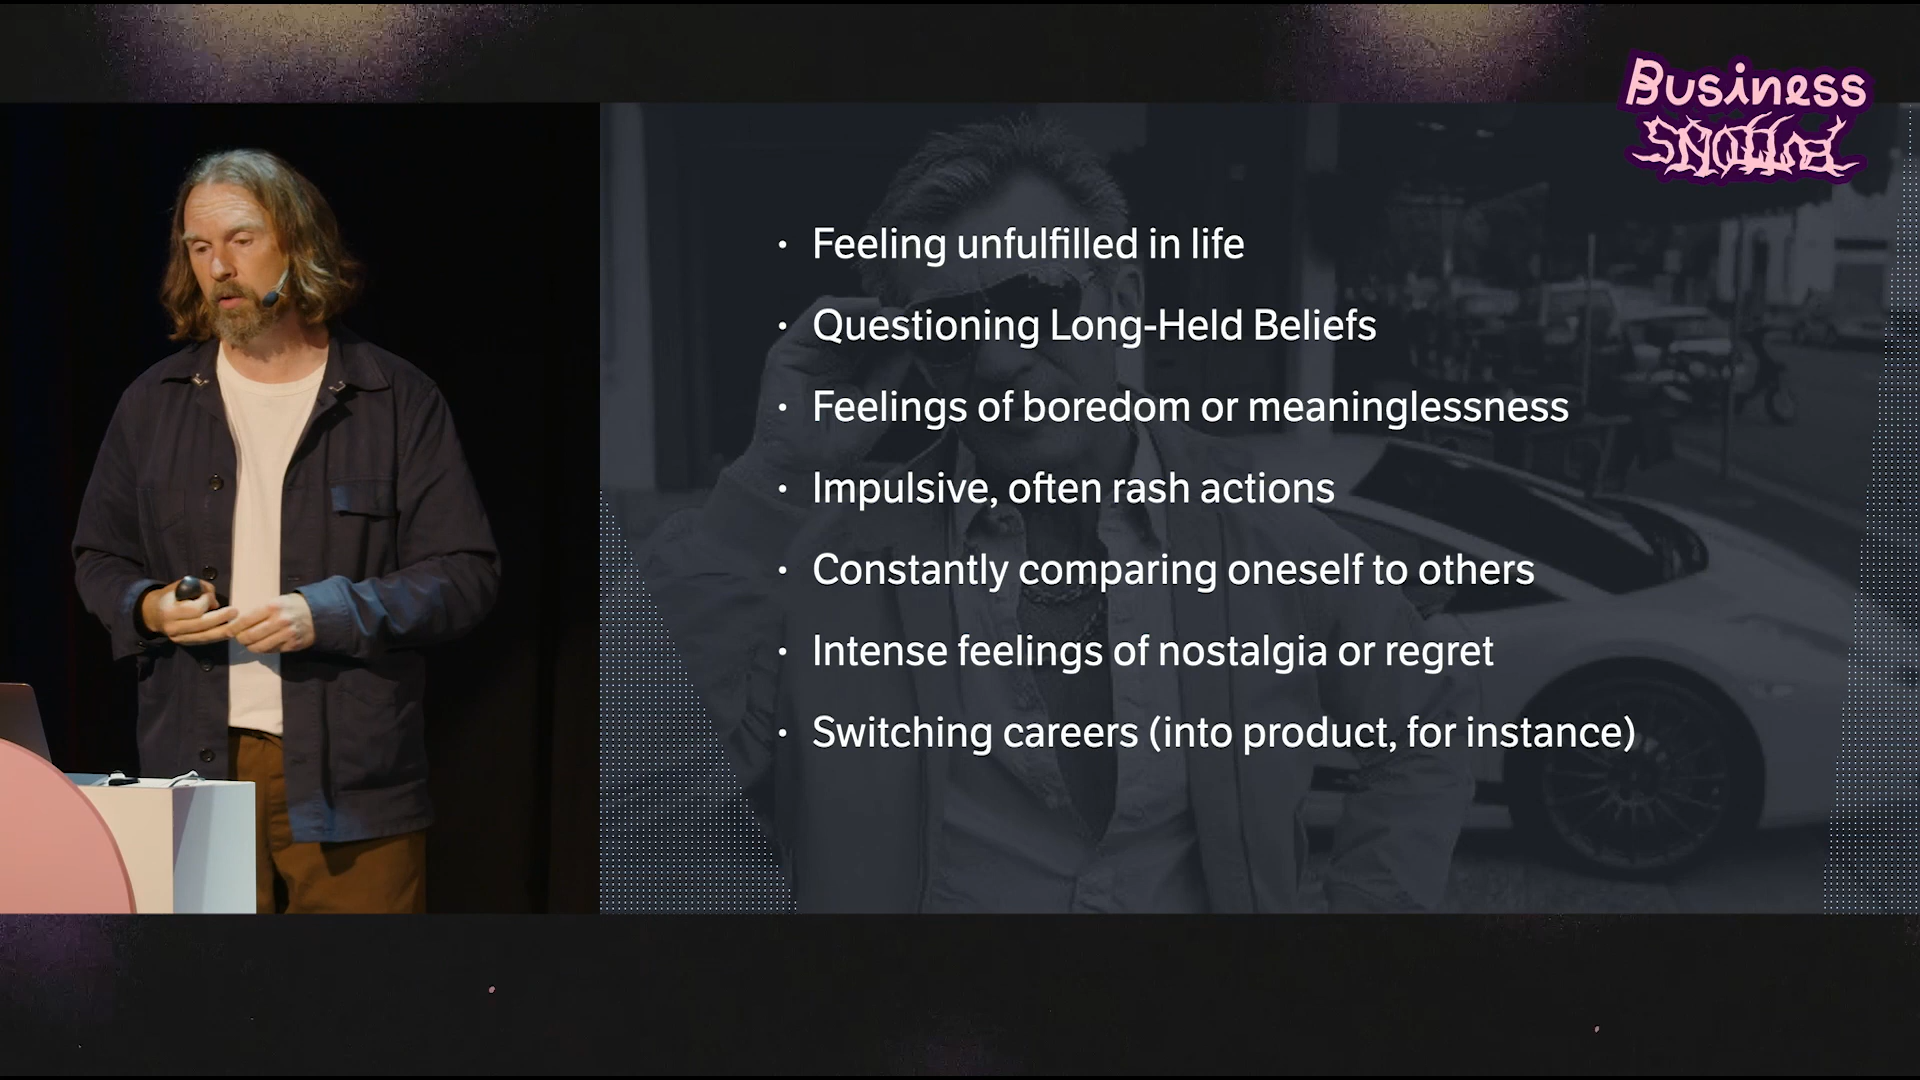 Business
Feeling unfulfilled in life
Questioning Long-Held Beliefs
Feelings of boredom or meaninglessness
Impulsive, often rash actions
Constantly comparing oneself to others
Intense feelings of nostalgia or regret
Switching careers (into product, for instance)